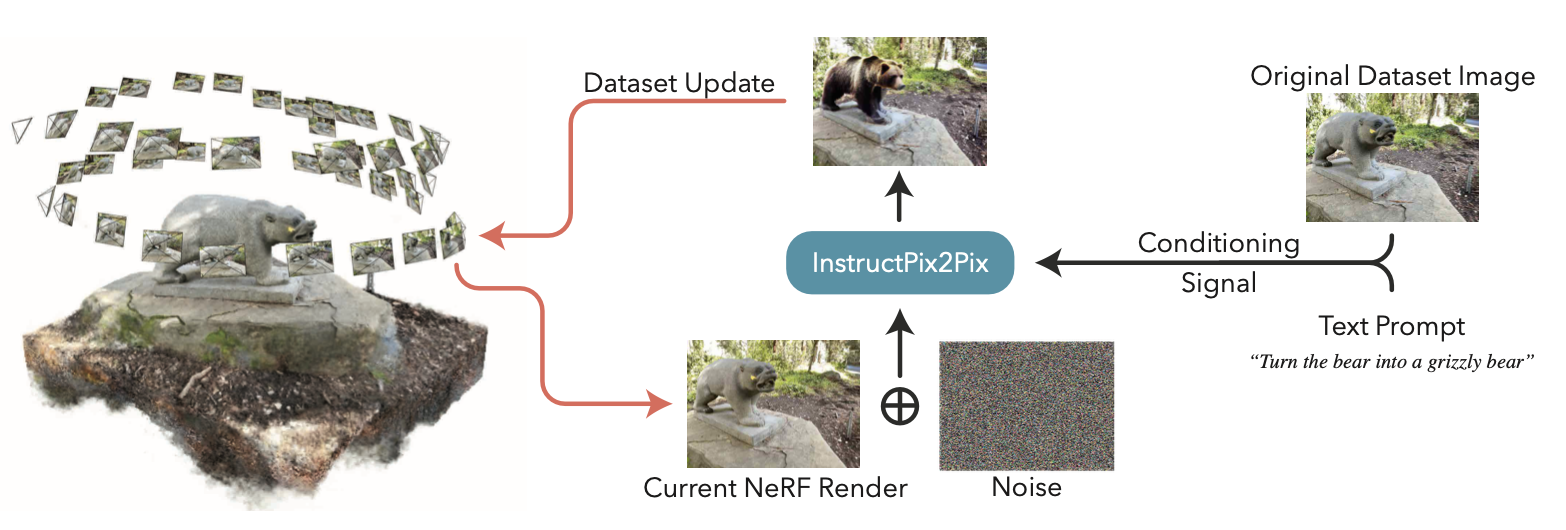 Dataset Update
Original Dataset Image
InstructPix2Pix
Conditioning
Signal
Text Prompt
“Turn the bear into a grizzly bear”
Current NeRF Render
Noise